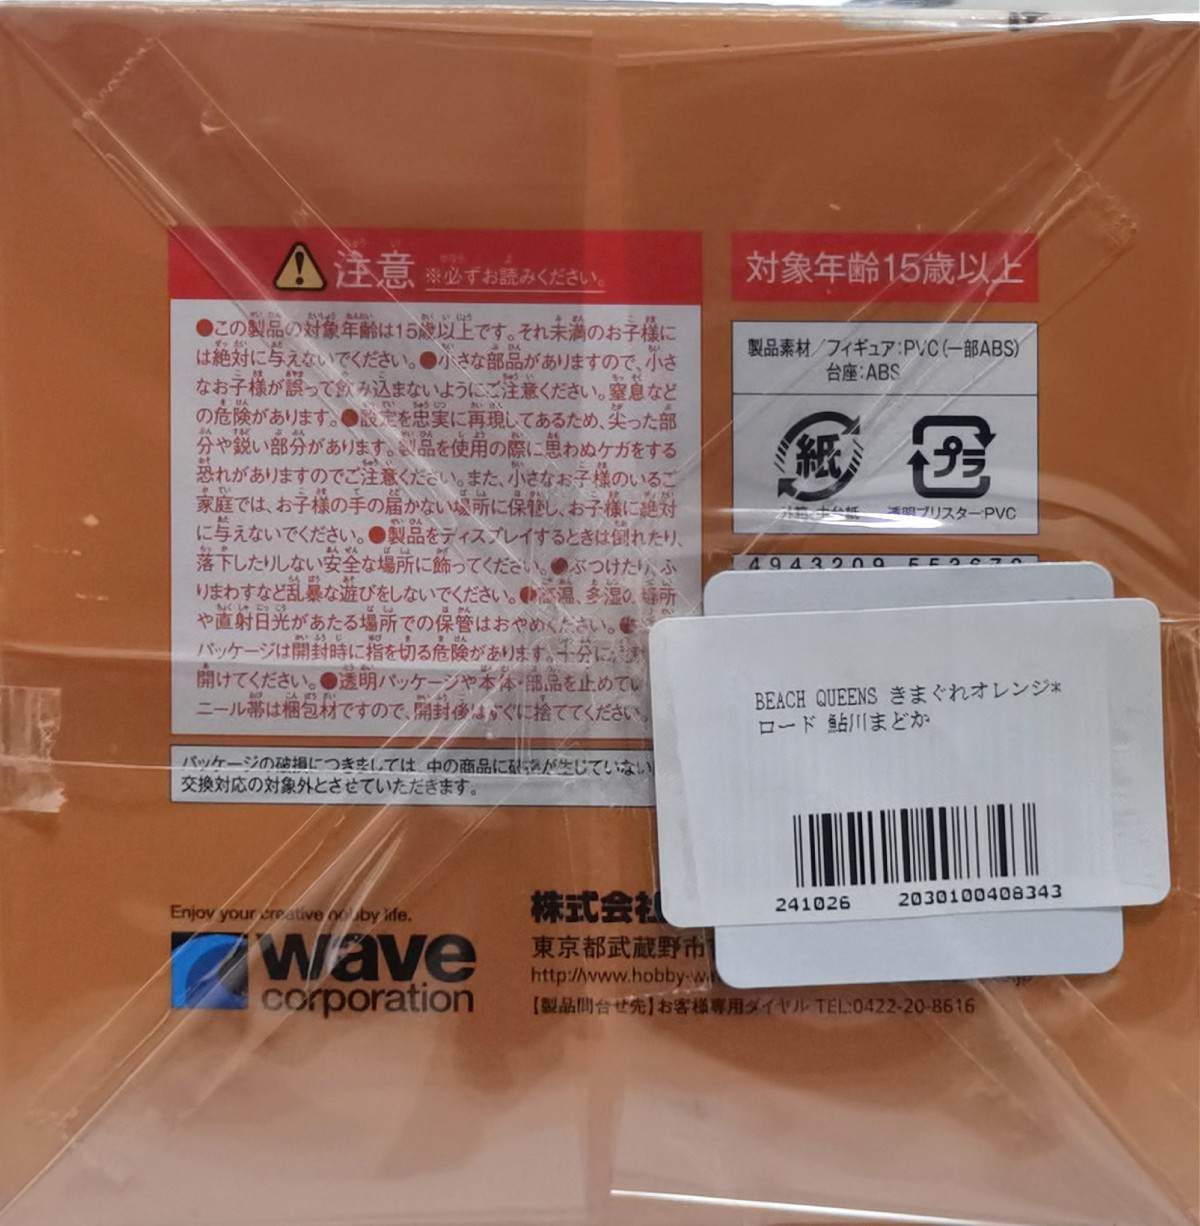 注意 ※必ずお読みください。
●この製品の対象年齢は15歳以上です。それ未満のお子様に
は絶対に与えないでください。●小さな部品がありますので、小さ
なお子様が誤って飲み込まないようにご注意ください。窒息など
の危険があります。●設定を忠実に再現してあるため、尖った部
分や鋭い部分があります。製品を使用の際に思わぬケガをする
恐れがありますのでご注意ください。また、小さなお子様のいるご
家庭では、お子様の手の届かない場所に保管し、お子様に絶対
に与えないでください。●製品をディスプレイするときは倒れたり、
落下したりしない安全な場所に飾ってください。●ぶつけたり、ふ
りまわすなど乱暴な遊びをしないでください。●高温、多湿の場所
や直射日光があたる場所での保管はおやめください。●
パッケージは開封時に指を切る危険があります。十分に
開けてください。●透明パッケージや本体・部品を止めてい
ニール帯は梱包材ですので、開封後はすぐに捨ててください。
パッケージの破損につきましては、中の商品に破損が生じていない
交換対応の対象外とさせていただきます。
対象年齢15歳以上
製品素材/フィギュア:PVC(一部ABS)
台座:ABS
紙
プラ
外箱・中台紙
透明ブリスター:PVC
4943209 553679
BEACH QUEENS きまぐれオレンジ*
ロード 鮎川まどか
241026 2030100408343
Enjoy your creative hobby life.
wave
corporation
株式会社
東京都武蔵野市
http://www.hobby-wa
【製品問合せ先】お客様専用ダイヤル TEL:0422-20-8616